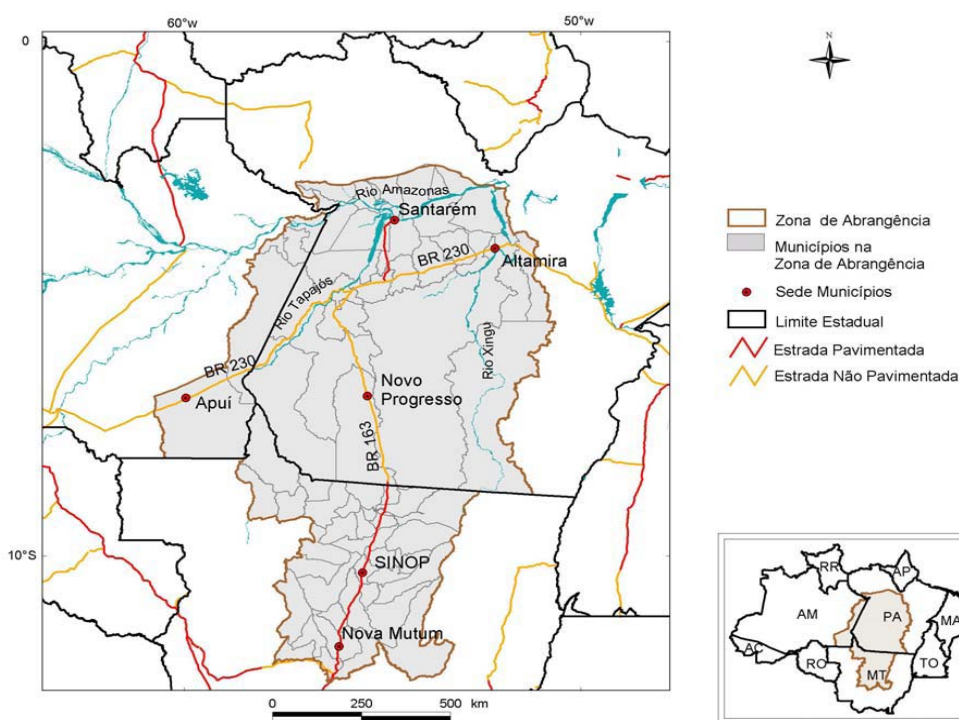 60°w
50°w
0
N
Rio Amazonas
Santarém
BR 230
Altamira
Rio Tapajós
Rio Xingu
BR 230
Apuí
Novo
Progresso
BR 163
10°S
SINOP
Nova Mutum
0 250 500 km
Zona de Abrangência
Municípios na
Zona de Abrangência
Sede Municípios
Limite Estadual
Estrada Pavimentada
Estrada Não Pavimentada
RR
AP
AM
PA
MA
AC
RO
TO
MT